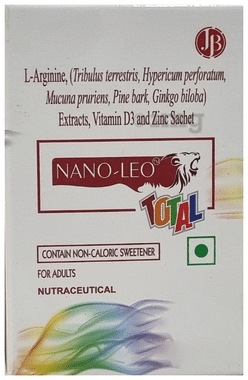 JB
L-Arginine, (Tribulus terrestris, Hypericum perforatum,
Mucuna pruriens, Pine bark, Ginkgo biloba)
Extracts, Vitamin D3 and Zinc Sachet
NANO-LEO
TOTAL
CONTAIN NON-CALORIC SWEETENER
FOR ADULTS
NUTRACEUTICAL